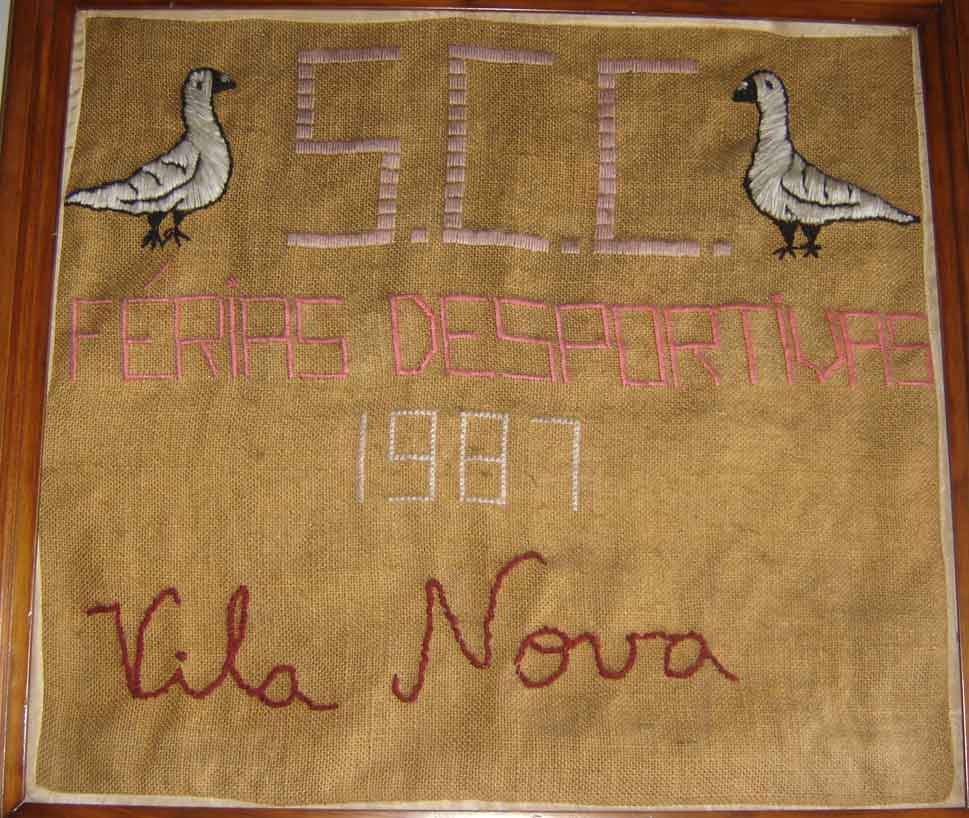 S.C.C.
FÉRIAS DESPORTIVAS
1987
Vila Nova